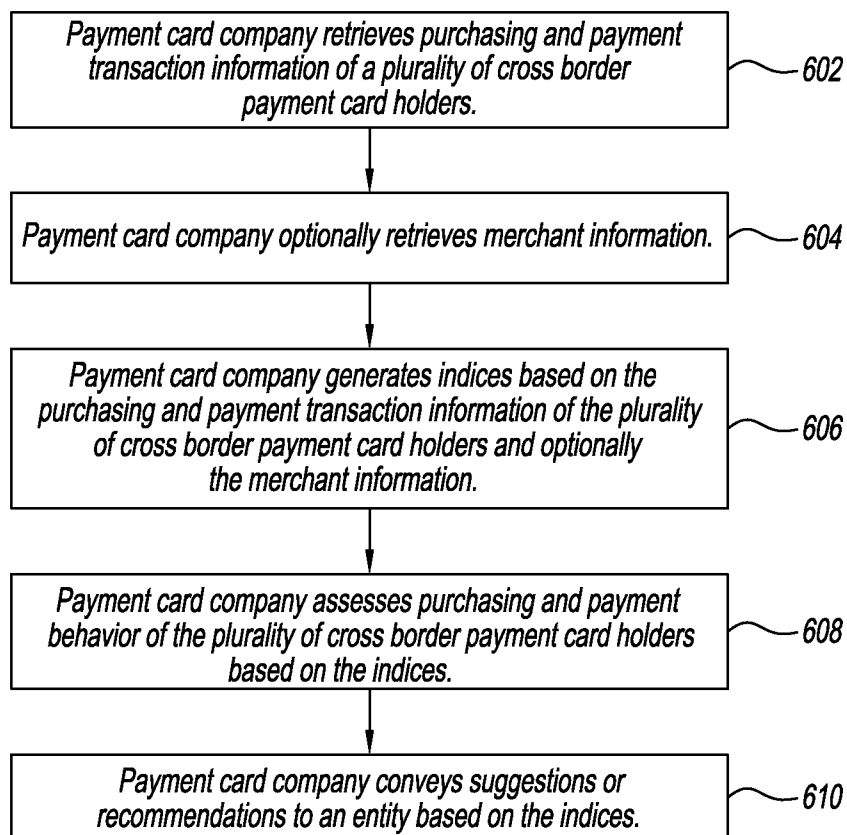 Payment card company retrieves purchasing and payment
transaction information of a plurality of cross border
payment card holders.
602
Payment card company optionally retrieves merchant information.
604
Payment card company generates indices based on the
purchasing and payment transaction information of the plurality
of cross border payment card holders and optionally
the merchant information.
606
Payment card company assesses purchasing and payment
behavior of the plurality of cross border payment card holders
based on the indices.
608
Payment card company conveys suggestions or
recommendations to an entity based on the indices.
610